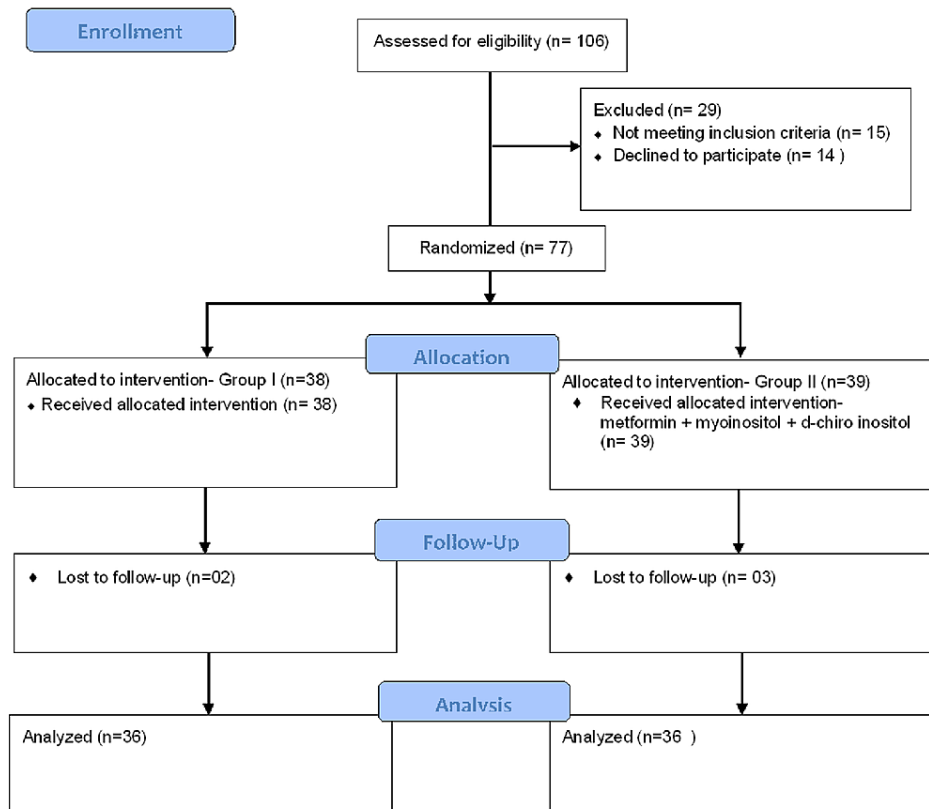 Enrollment
Assessed for eligibility (n= 106)
Excluded (n= 29)
⬥ Not meeting inclusion criteria (n= 15)
⬥ Declined to participate (n= 14 )
Randomized (n= 77)
Allocation
Allocated to intervention- Group I (n=38)
⬥ Received allocated intervention (n= 38)
Allocated to intervention- Group II (n=39)
⬥ Received allocated intervention-
metformin + myoinositol + d-chiro inositol
(n= 39)
Follow-Up
⬥ Lost to follow-up (n=02)
⬥ Lost to follow-up (n= 03)
Analysis
Analyzed (n=36)
Analyzed (n=36 )